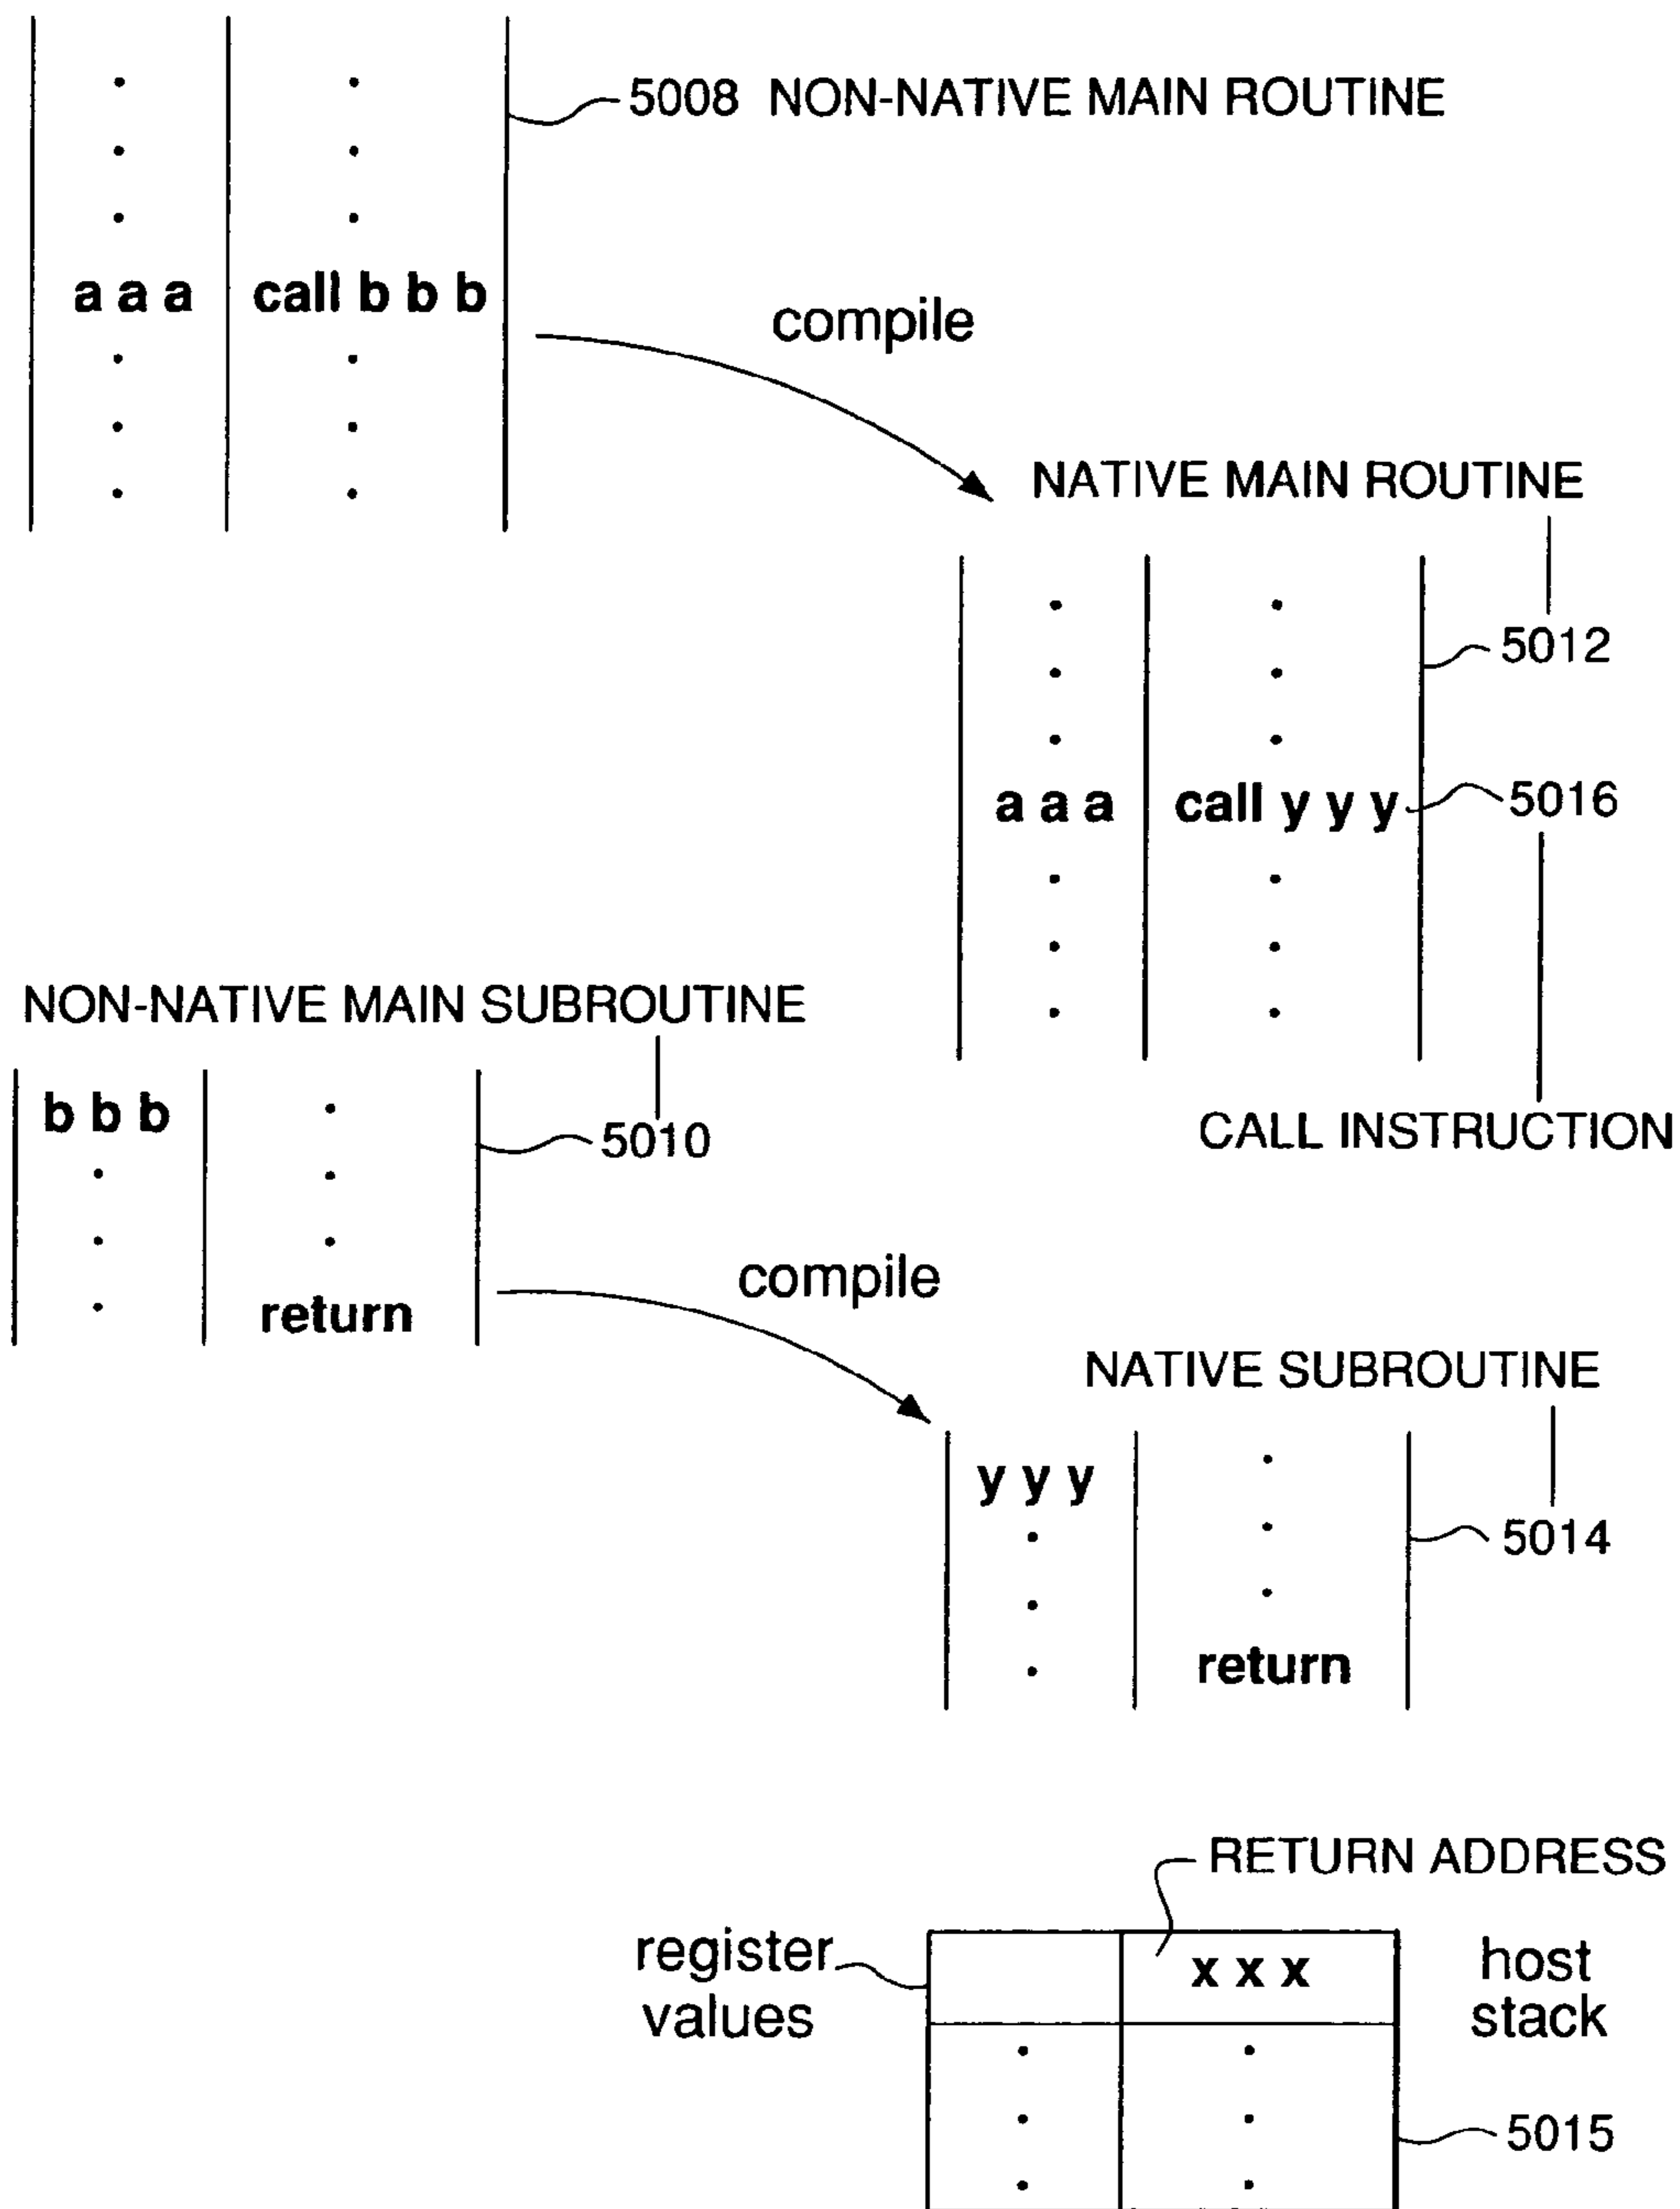 5008 NON-NATIVE MAIN ROUTINE
a a a call b b b
compile
NATIVE MAIN ROUTINE
5012
a a a call y y y 5016
NON-NATIVE MAIN SUBROUTINE
b b b
5010
CALL INSTRUCTION
return
compile
NATIVE SUBROUTINE
y y y
5014
return
RETURN ADDRESS
register
values
x x x
host
stack
5015